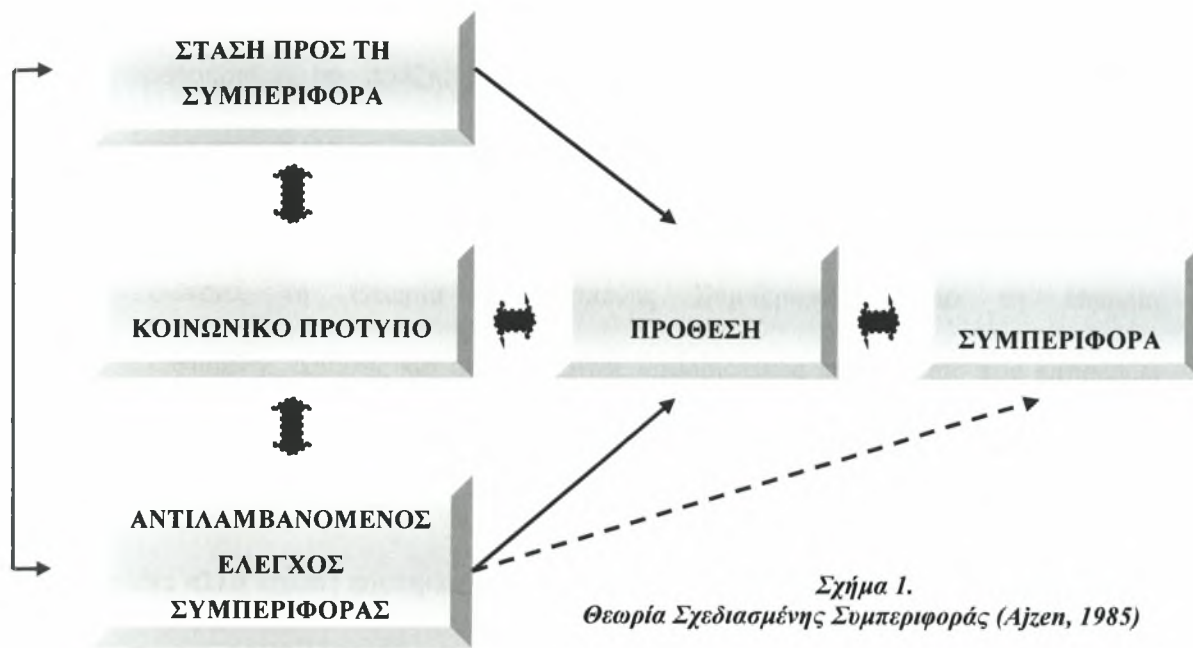 ΣΤΑΣΗ ΠΡΟΣ ΤΗ
ΣΥΜΠΕΡΙΦΟΡΑ
ΚΟΙΝΩΝΙΚΟ ΠΡΟΤΥΠΟ
ΠΡΟΘΕΣΗ
ΣΥΜΠΕΡΙΦΟΡΑ
ΑΝΤΙΛΑΜΒΑΝΟΜΕΝΟΣ
ΕΛΕΓΧΟΣ
ΣΥΜΠΕΡΙΦΟΡΑΣ
Σχήμα 1.
Θεωρία Σχεδιασμένης Συμπεριφοράς (Ajzen, 1985)